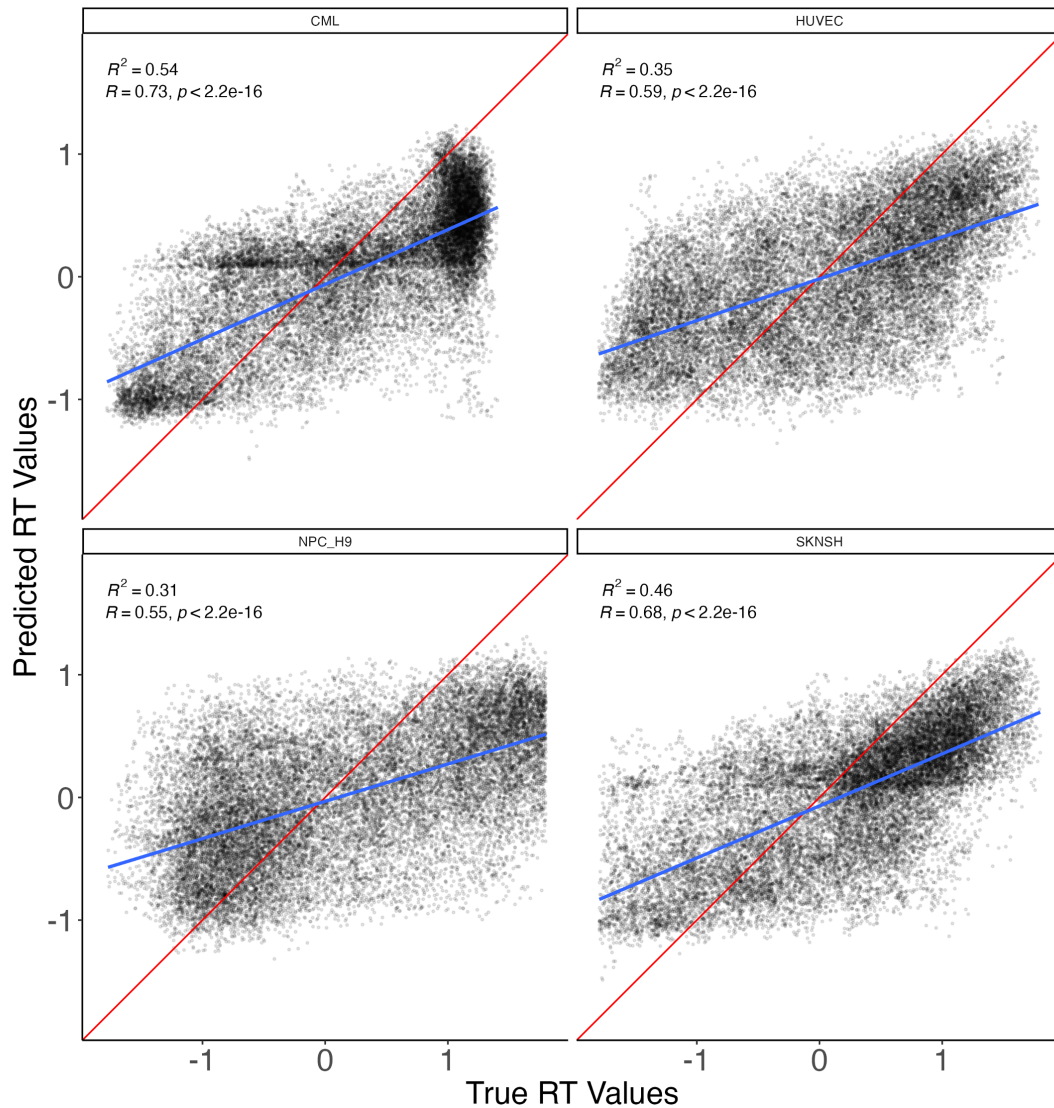 CML
HUVEC
R² = 0.54
R = 0.73, p < 2.2e-16
R² = 0.35
R = 0.59, p < 2.2e-16
1
0
-1
NPC_H9
SKNSH
R² = 0.31
R = 0.55, p < 2.2e-16
R² = 0.46
R = 0.68, p < 2.2e-16
1
0
-1
Predicted RT Values
-1 0 1
-1 0 1
True RT Values